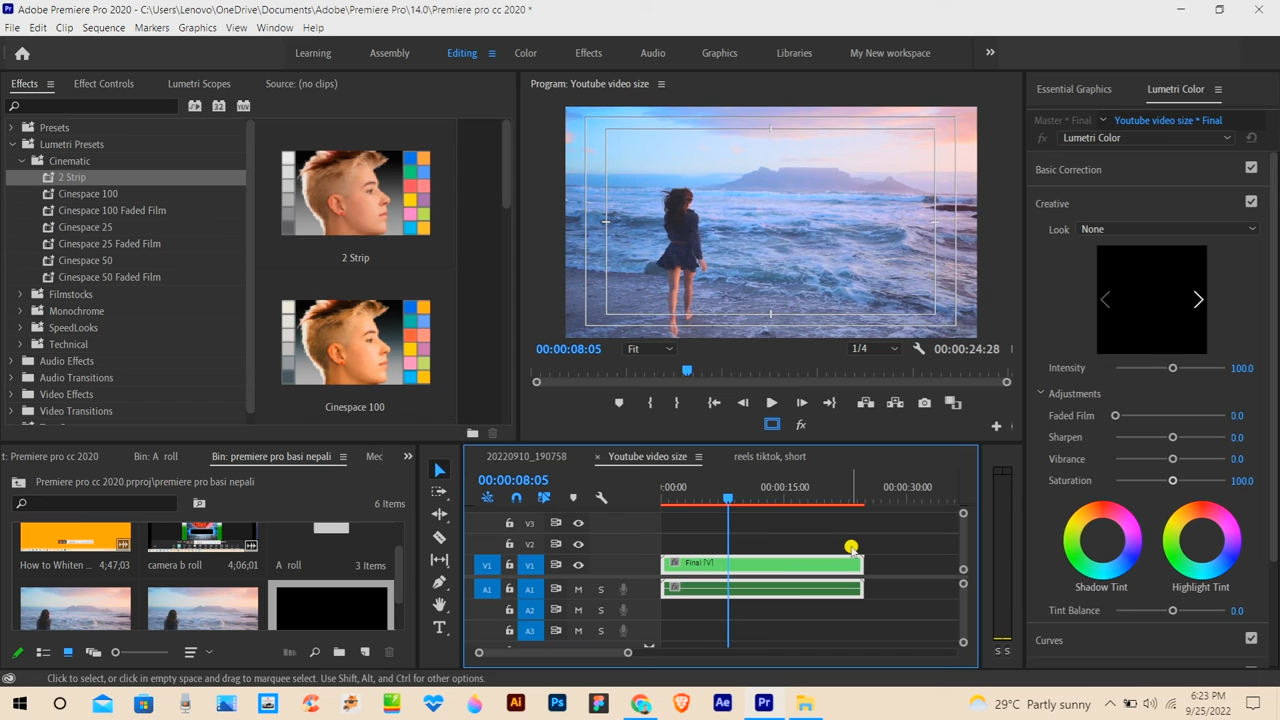 Adobe Premiere Pro 2020 - C:\Users\Lenovo\OneDrive\Adobe\Premiere Pro\14.0\Premiere pro cc 2020 *
File Edit Clip Sequence Markers Graphics View Window Help
Learning Assembly Editing Color Effects Audio Graphics Libraries My New workspace
Effects Effect Controls Lumetri Scopes Source: (no clips)
Program: Youtube video size
Essential Graphics Lumetri Color
Master * Final Youtube video size * Final
fx Lumetri Color
Presets
Lumetri Presets
Cinematic
2 Strip
Cinespace 100
Cinespace 100 Faded Film
Cinespace 25
Cinespace 25 Faded Film
Cinespace 50
Cinespace 50 Faded Film
Filmstocks
Monochrome
SpeedLooks
Technical
Audio Effects
Audio Transitions
Video Effects
Video Transitions
2 Strip
Cinespace 100
00:00:08:05 Fit 1/4 00:00:24:28
Basic Correction
Creative
Look None
Intensity 100.0
Adjustments
Faded Film 0.0
Sharpen 0.0
Vibrance 0.0
Saturation 100.0
Shadow Tint Highlight Tint
Tint Balance 0.0
Curves
t: Premiere pro cc 2020 Bin: A roll Bin: premiere pro basi nepali Med
Premiere pro cc 2020.prproj\premiere pro basi nepali
6 Items
How to Whiten ... 4,47,03
Computer a b roll ... 4,47,03
A roll 3 Items
20220910_190758 × Youtube video size reels tiktok, short
00:00:08:05
:00:00 00:00:15:00 00:00:30:00
V3
V2
V1 V1
A1 A1 M S
A2 M S
A3 M S
fx Final [V]
fx
S S
Click to select, or click in empty space and drag to marquee select. Use Shift, Alt, and Ctrl for other options.
29°C Partly sunny
6:23 PM
9/25/2022